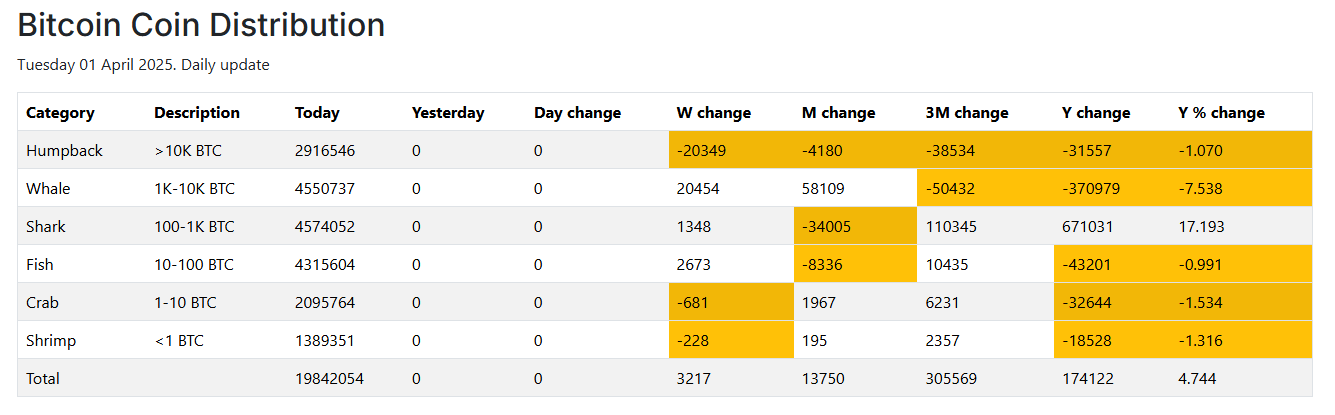 Bitcoin Coin Distribution
Tuesday 01 April 2025. Daily update
Category Description Today Yesterday Day change W change M change 3M change Y change Y % change
Humpback >10K BTC 2916546 0 0 -20349 -4180 -38534 -31557 -1.070
Whale 1K-10K BTC 4550737 0 0 20454 58109 -50432 -370979 -7.538
Shark 100-1K BTC 4574052 0 0 1348 -34005 110345 671031 17.193
Fish 10-100 BTC 4315604 0 0 2673 -8336 10435 -43201 -0.991
Crab 1-10 BTC 2095764 0 0 -681 1967 6231 -32644 -1.534
Shrimp <1 BTC 1389351 0 0 -228 195 2357 -18528 -1.316
Total 19842054 0 0 3217 13750 305569 174122 4.744